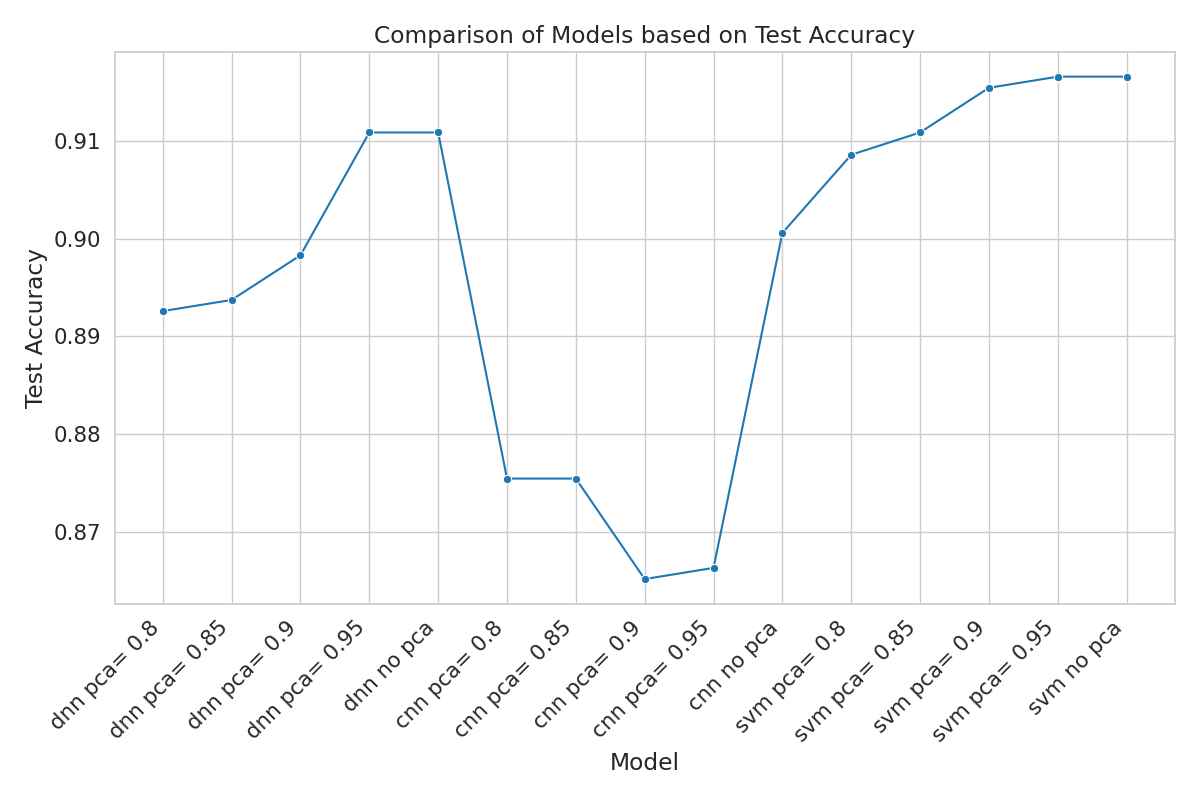 Comparison of Models based on Test Accuracy
Test Accuracy
0.91
0.90
0.89
0.88
0.87
dnn pca= 0.8
dnn pca= 0.85
dnn pca= 0.9
dnn pca= 0.95
dnn no pca
cnn pca= 0.8
cnn pca= 0.85
cnn pca= 0.9
cnn pca= 0.95
cnn no pca
svm pca= 0.8
svm pca= 0.85
svm pca= 0.9
svm pca= 0.95
svm no pca
Model